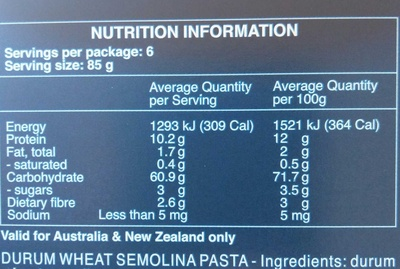 NUTRITION INFORMATION
Servings per package: 6
Serving size: 85 g
Average Quantity per Serving Average Quantity per 100g
Energy 1293 kJ (309 Cal) 1521 kJ (364 Cal)
Protein 10.2 g 12 g
Fat, total 1.7 g 2 g
- saturated 0.4 g 0.5 g
Carbohydrate 60.9 g 71.7 g
- sugars 3 g 3.5 g
Dietary fibre 2.6 g 3 g
Sodium Less than 5 mg 5 mg
Valid for Australia & New Zealand only
DURUM WHEAT SEMOLINA PASTA - Ingredients: durum